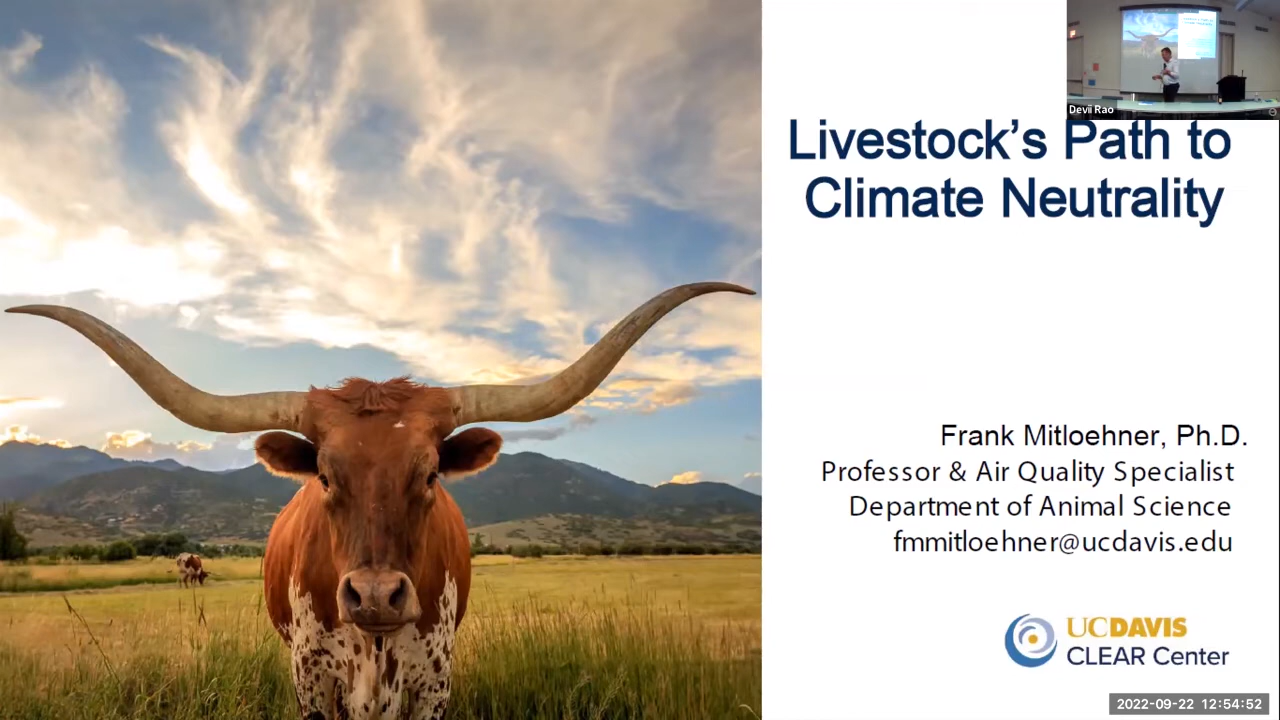 Devii Rao
Livestock's Path to
Climate Neutrality
Frank Mitloehner, Ph.D.
Professor & Air Quality Specialist
Department of Animal Science
fmmitloehner@ucdavis.edu
UCDAVIS
CLEAR Center
2022-09-22 12:54:52